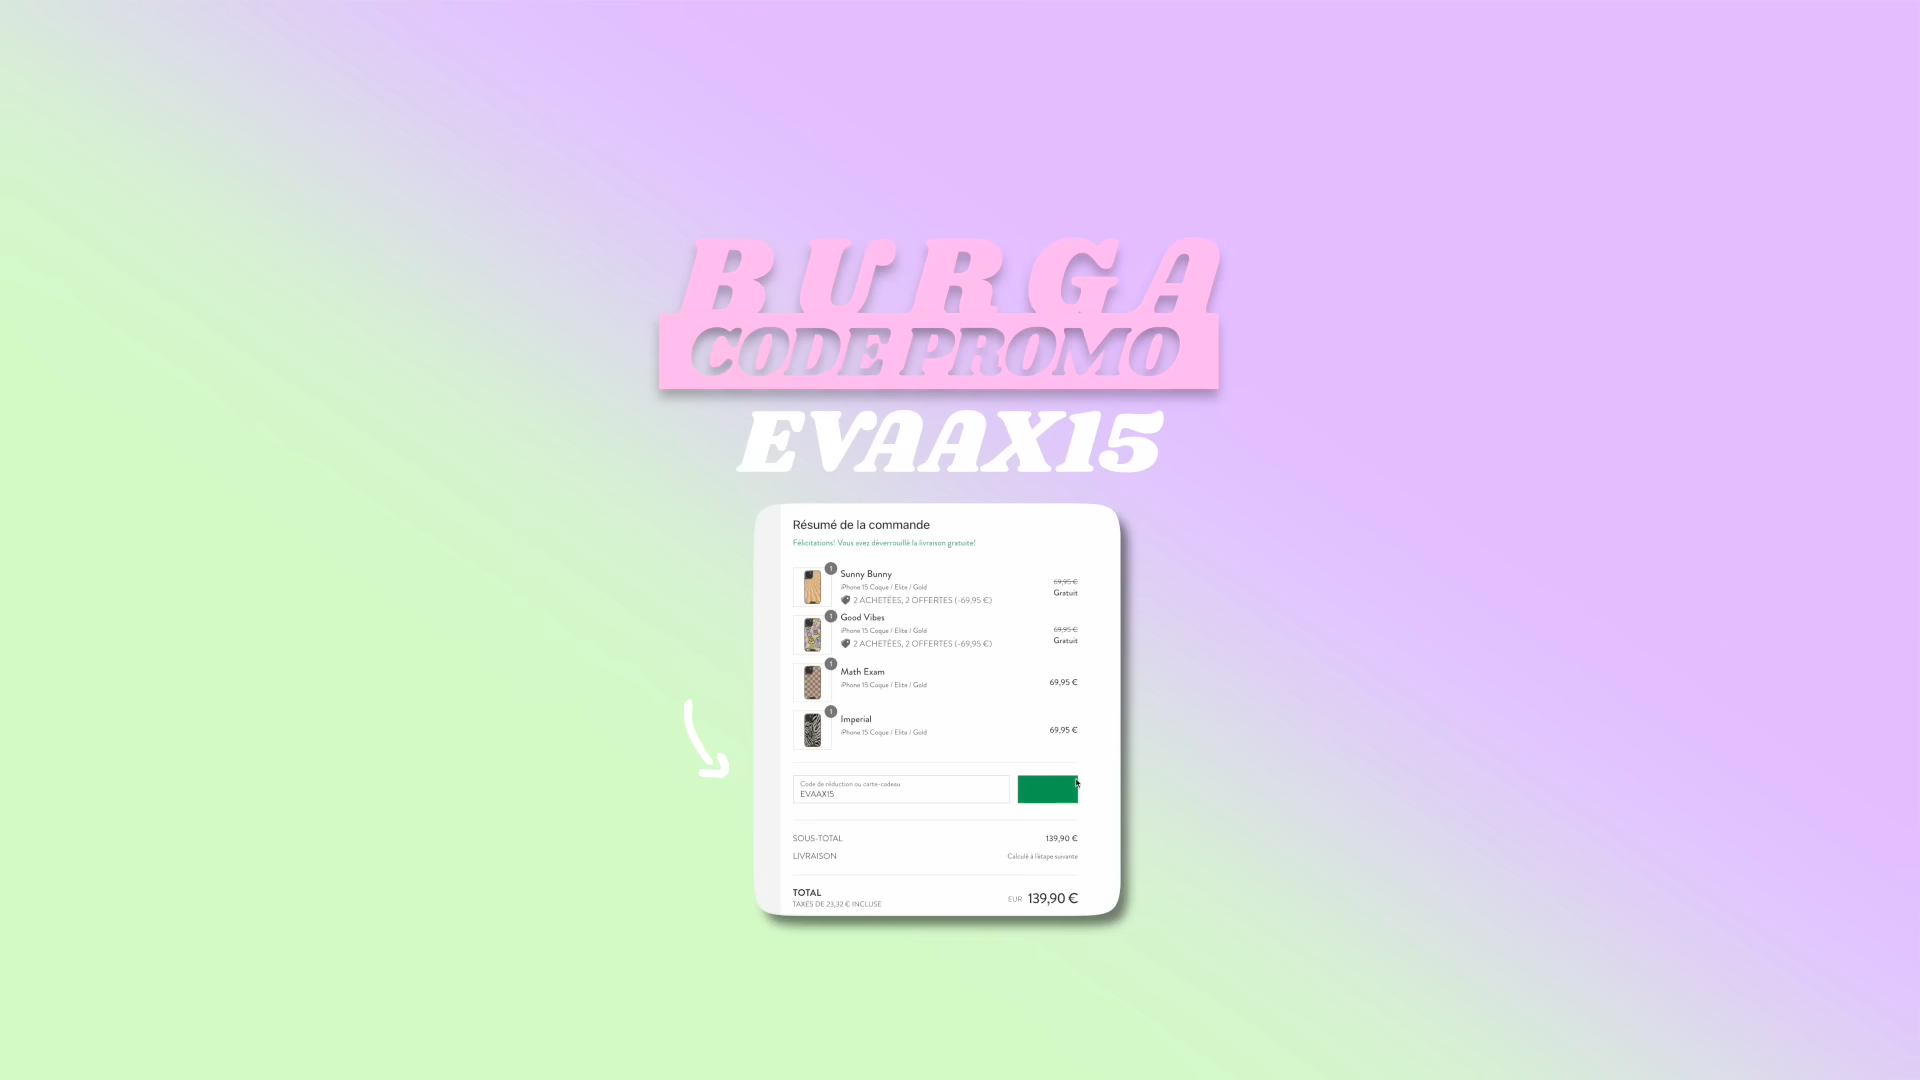 BURGA
CODE PROMO
EVAAX15
Résumé de la commande
Félicitations! Vous avez déverrouillé la livraison gratuite!
1
Sunny Bunny
iPhone 15 Coque / Elite / Gold
2 ACHETÉES, 2 OFFERTES (-69,95 €)
69,95 €
Gratuit
1
Good Vibes
iPhone 15 Coque / Elite / Gold
2 ACHETÉES, 2 OFFERTES (-69,95 €)
69,95 €
Gratuit
1
Math Exam
iPhone 15 Coque / Elite / Gold
69,95 €
1
Imperial
iPhone 15 Coque / Elite / Gold
69,95 €
Code de réduction ou carte-cadeau
EVAAX15
SOUS-TOTAL 139,90 €
LIVRAISON Calculé à l'étape suivante
TOTAL EUR 139,90 €
TAXES DE 23,32 € INCLUSE